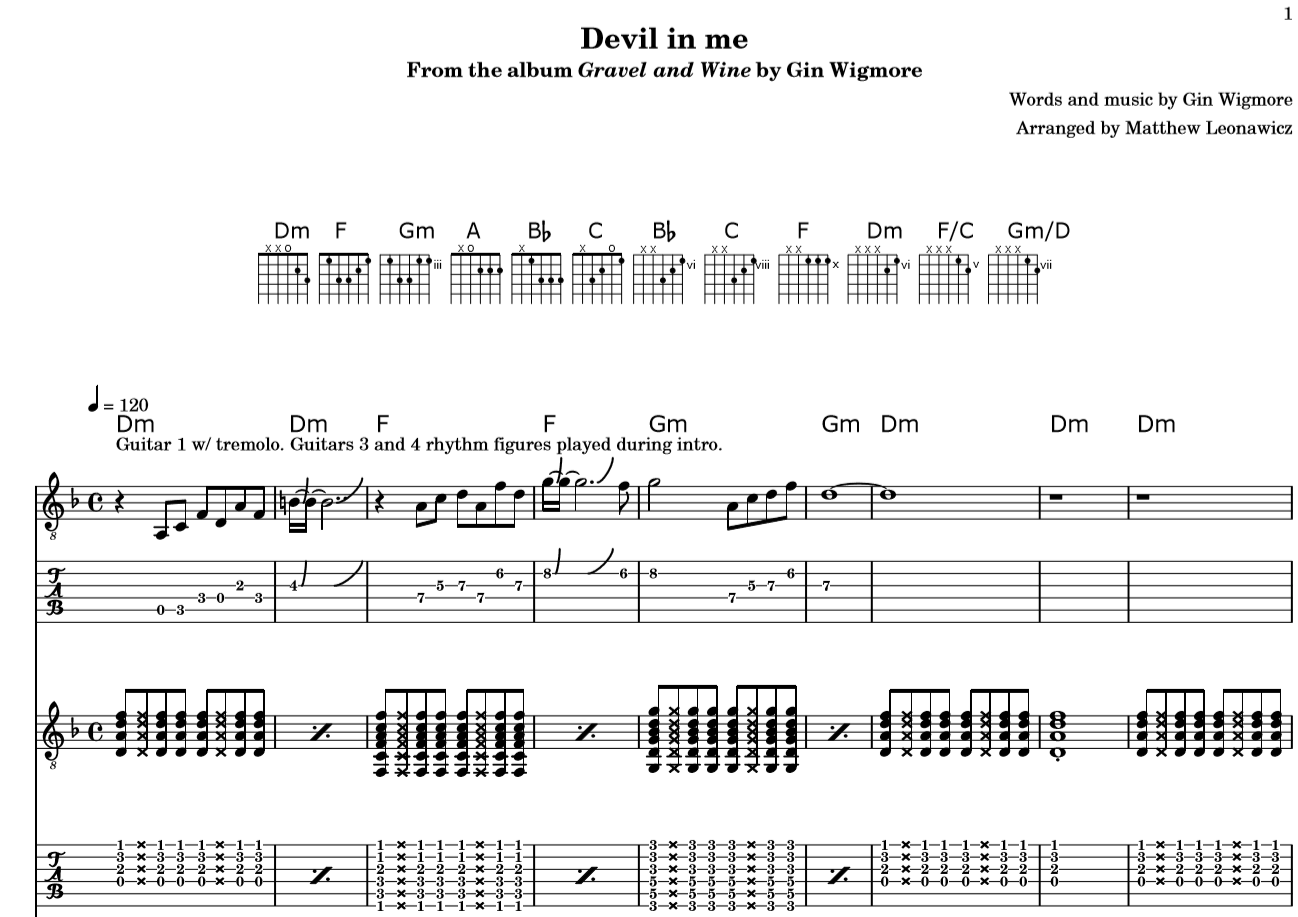 1
Devil in me
From the album Gravel and Wine by Gin Wigmore
Words and music by Gin Wigmore
Arranged by Matthew Leonawicz
Dm F Gm A B♭ C B♭ C F Dm F/C Gm/D
x x o x o x x o x x x x x x x x x x x x x x x
iii vi viii x vi v vii
♩ = 120
Dm Dm F F Gm Gm Dm Dm Dm
Guitar 1 w/ tremolo. Guitars 3 and 4 rhythm figures played during intro.
8
T 8 6 8 6 6
A 2 4 5 7 7 5 7 7
B 3 0 3 7 7 7
0 3
8
1 1 1 1 1 1 1 1 1 1 1 1 3 3 3 3 3 3 1 1 1 1 1 1 1 1 1 1 1 1 1
T 3 3 3 3 3 3 1 1 1 1 1 1 3 3 3 3 3 3 3 3 3 3 3 3 3 3 3 3 3 3 3
A 2 2 2 2 2 2 2 2 2 2 2 2 3 3 3 3 3 3 2 2 2 2 2 2 2 2 2 2 2 2 2
B 0 0 0 0 0 0 3 3 3 3 3 3 5 5 5 5 5 5 0 0 0 0 0 0 0 0 0 0 0 0
3 3 3 3 3 3 5 5 5 5 5 5
1 1 1 1 1 1 3 3 3 3 3 3